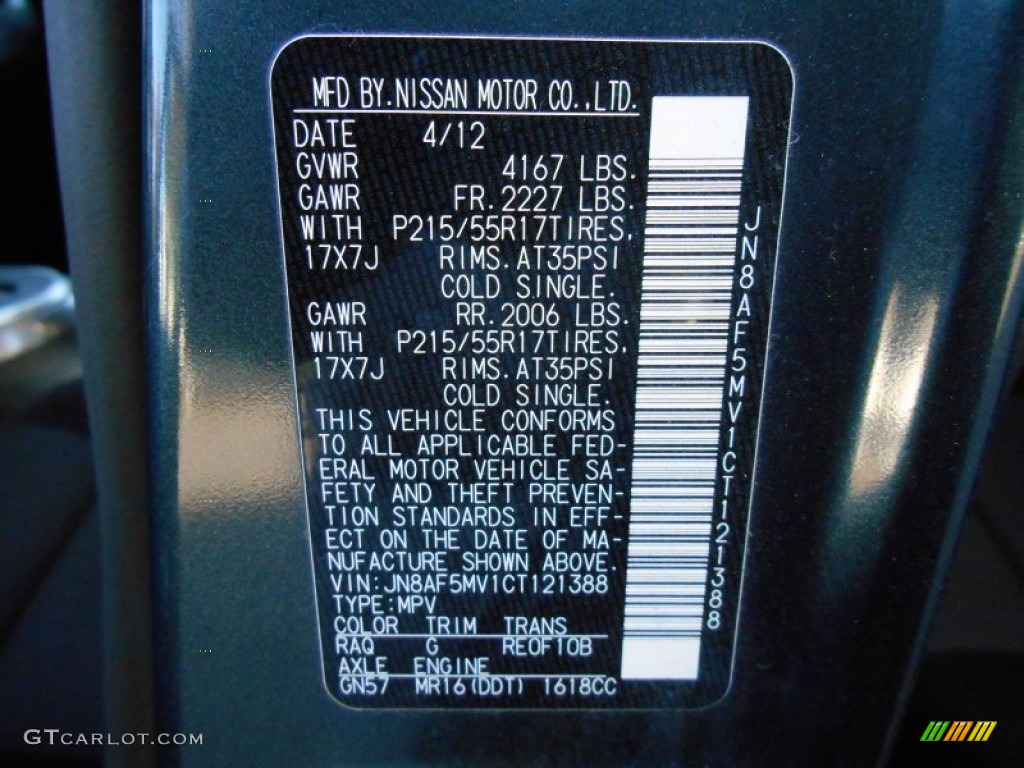 MFD BY.NISSAN MOTOR CO.,LTD.
DATE 4/12
GVWR 4167 LBS.
GAWR FR.2227 LBS.
WITH P215/55R17TIRES,
17X7J RIMS.AT35PSI
COLD SINGLE.
GAWR RR.2006 LBS.
WITH P215/55R17TIRES,
17X7J RIMS.AT35PSI
COLD SINGLE.
THIS VEHICLE CONFORMS
TO ALL APPLICABLE FED-
ERAL MOTOR VEHICLE SA-
FETY AND THEFT PREVEN-
TION STANDARDS IN EFF-
ECT ON THE DATE OF MA-
NUFACTURE SHOWN ABOVE.
VIN:JN8AF5MV1CT121388
TYPE:MPV
COLOR TRIM TRANS
RAQ G RE0F10B
AXLE ENGINE
GN57 MR16(DDT) 1618CC
JN8AF5MV1CT121388
GTCARLOT.COM